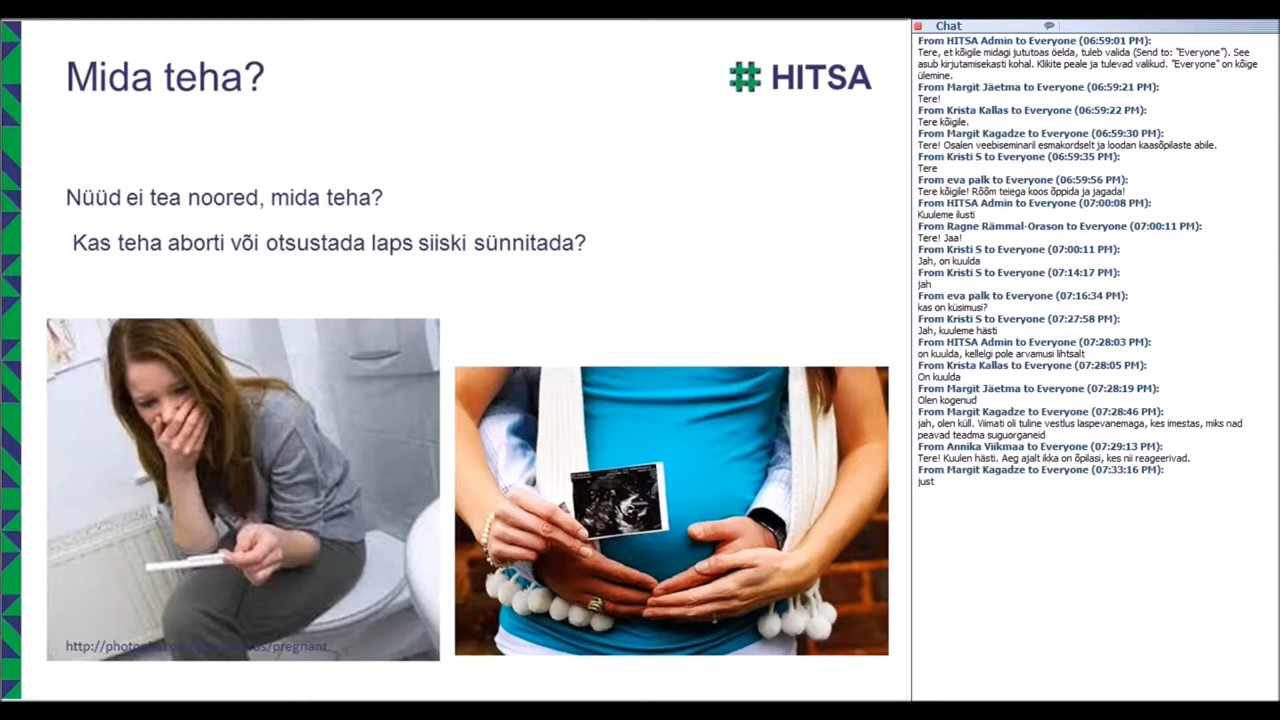 Mida teha?
HITSA
Nüüd ei tea noored, mida teha?
Kas teha aborti või otsustada laps siiski sünnitada?
Chat
From HITSA Admin to Everyone (06:59:01 PM):
Tere, et kõigile midagi jututoas öelda, tuleb valida (Send to: "Everyone"). See
asub kirjutamisekasti kohal. Klikite peale ja tulevad valikud. "Everyone" on kõige
ülemine.
From Margit Jäetma to Everyone (06:59:21 PM):
Tere!
From Krista Kallas to Everyone (06:59:22 PM):
Tere kõigile.
From Margit Kagadze to Everyone (06:59:30 PM):
Tere! Osalen veebiseminaril esmakordselt ja loodan kaasõpilaste abile.
From Kristi S to Everyone (06:59:35 PM):
Tere
From eva palk to Everyone (06:59:56 PM):
Tere kõigile! Rõõm teiega koos õppida ja jagada!
From HITSA Admin to Everyone (07:00:08 PM):
Kuuleme ilusti
From Ragne Rämmal-Orason to Everyone (07:00:11 PM):
Tere! Jaa!
From Kristi S to Everyone (07:00:11 PM):
Jah, on kuulda
From Kristi S to Everyone (07:14:17 PM):
jah
From eva palk to Everyone (07:16:34 PM):
kas on küsimusi?
From Kristi S to Everyone (07:27:58 PM):
Jah, kuuleme hästi
From HITSA Admin to Everyone (07:28:03 PM):
on kuulda, kellelgi pole arvamusi lihtsalt
From Krista Kallas to Everyone (07:28:05 PM):
On kuulda
From Margit Jäetma to Everyone (07:28:19 PM):
Olen kogenud
From Margit Kagadze to Everyone (07:28:46 PM):
jah, olen küll. Viimati oli tuline vestlus laspevanemaga, kes imestas, miks nad
peavad teadma suguorganeid
From Annika Viikmaa to Everyone (07:29:13 PM):
Tere! Kuulen hästi. Aeg ajalt ikka on õpilasi, kes nii reageerivad.
From Margit Kagadze to Everyone (07:33:16 PM):
just